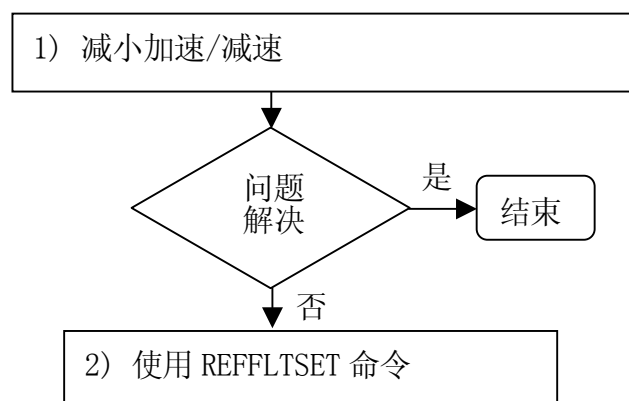 1) 减小加速/减速
问题
解决
是
结束
否
2) 使用 REFFLTSET 命令